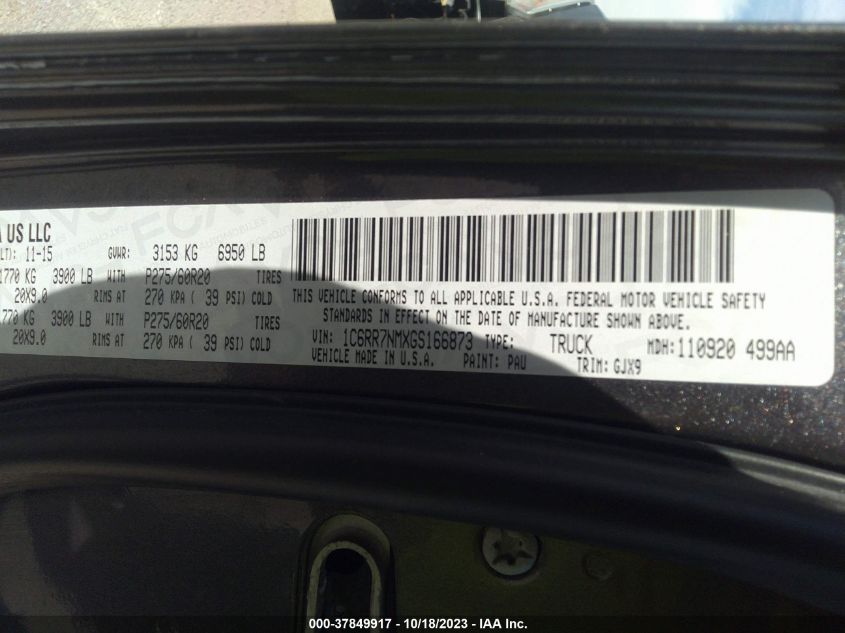 A US LLC
LT): 11-15 GVWR: 3153 KG 6950 LB
1770 KG 3900 LB WITH P275/60R20 TIRES
20X9.0 RIMS AT 270 KPA ( 39 PSI) COLD
1770 KG 3900 LB WITH P275/60R20 TIRES
20X9.0 RIMS AT 270 KPA ( 39 PSI) COLD
THIS VEHICLE CONFORMS TO ALL APPLICABLE U.S.A. FEDERAL MOTOR VEHICLE SAFETY
STANDARDS IN EFFECT ON THE DATE OF MANUFACTURE SHOWN ABOVE.
VIN: 1C6RR7NMXGS166873 TYPE: TRUCK MDH:110920 499AA
VEHICLE MADE IN U.S.A. PAINT: PAU TRIM: GJX9
000-37849917 - 10/18/2023 - IAA Inc.